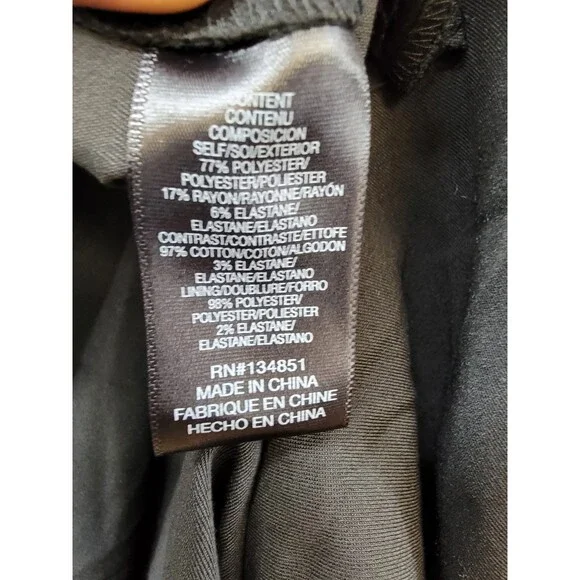 CONTENT
CONTENU
COMPOSICION
SELF/SOI/EXTERIOR
77% POLYESTER/
POLYESTER/POLIESTER
17% RAYON/RAYONNE/RAYÓN
6% ELASTANE/
ELASTANE/ELASTANO
CONTRAST/CONTRASTE/ETTOFE
97% COTTON/COTON/ALGODON
3% ELASTANE/
ELASTANE/ELASTANO
LINING/DOUBLURE/FORRO
98% POLYESTER/
POLYESTER/POLIESTER
2% ELASTANE/
ELASTANE/ELASTANO
RN#134851
MADE IN CHINA
FABRIQUE EN CHINE
HECHO EN CHINA